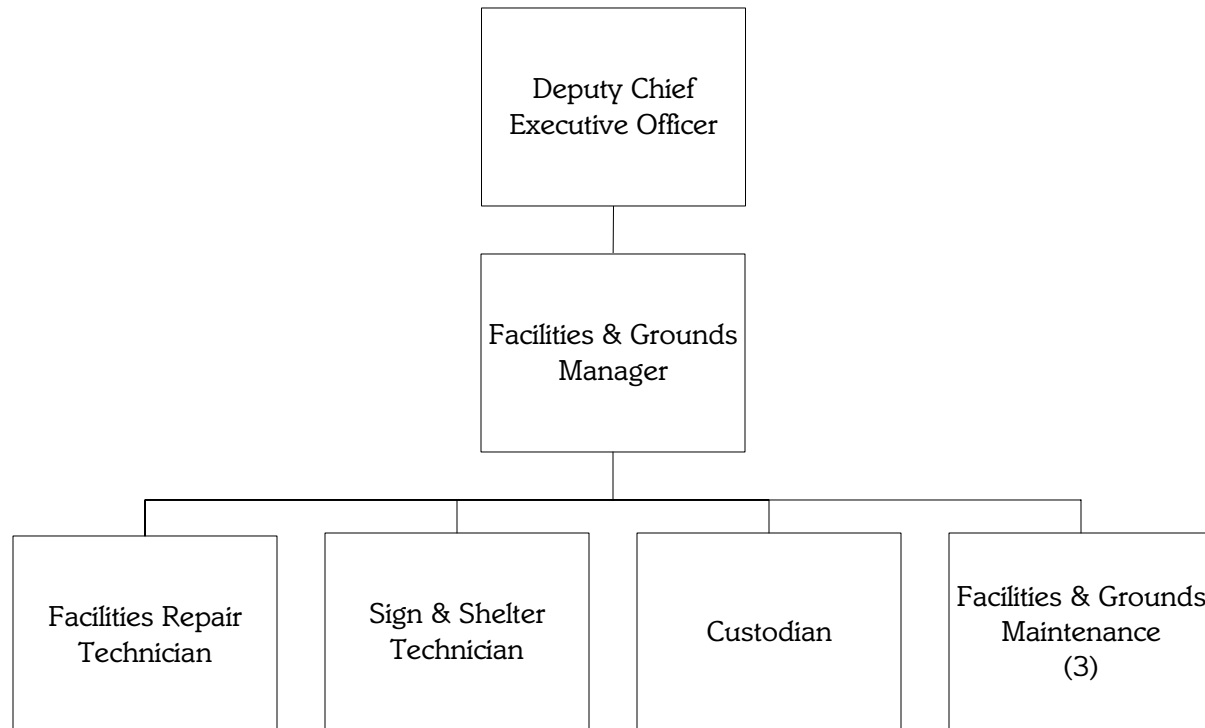 Deputy Chief
Executive Officer
Facilities & Grounds
Manager
Facilities Repair
Technician
Sign & Shelter
Technician
Custodian
Facilities & Grounds
Maintenance
(3)